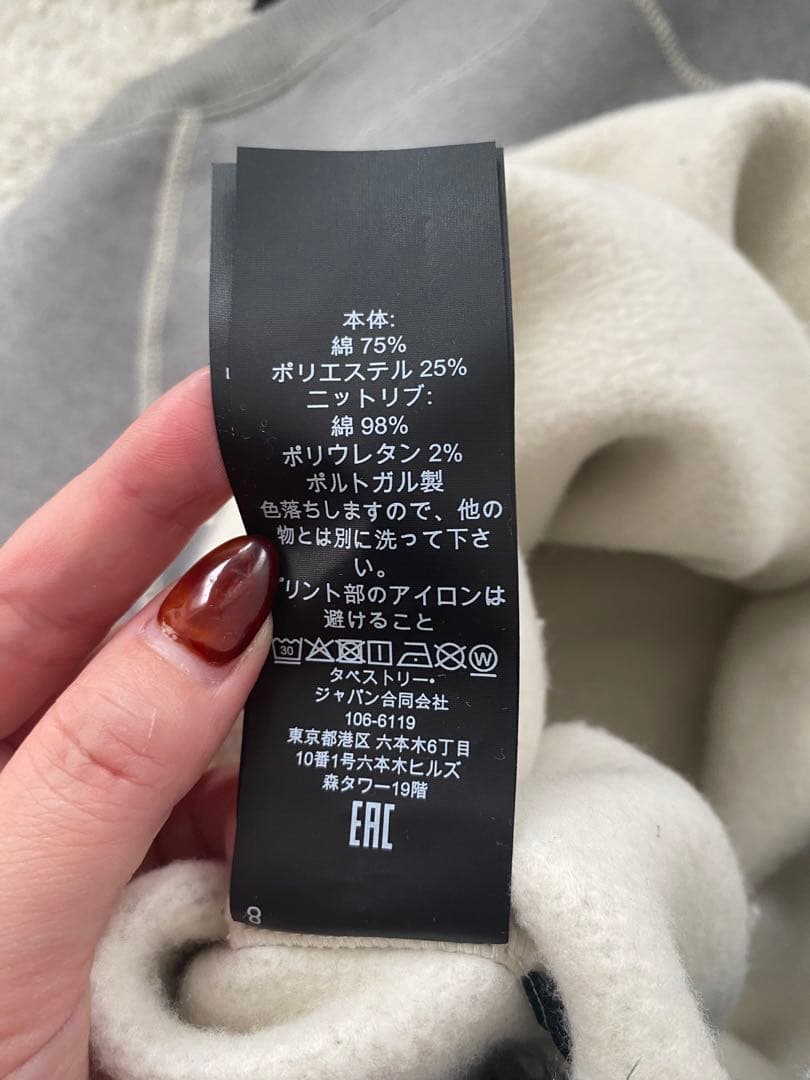 本体:
綿 75%
ポリエステル 25%
ニットリブ:
綿 98%
ポリウレタン 2%
ポルトガル製
色落ちしますので、他の
物とは別に洗って下さ
い。
プリント部のアイロンは
避けること
30 W
タペストリー・
ジャパン合同会社
106-6119
東京都港区 六本木6丁目
10番1号六本木ヒルズ
森タワー19階
EAC
8